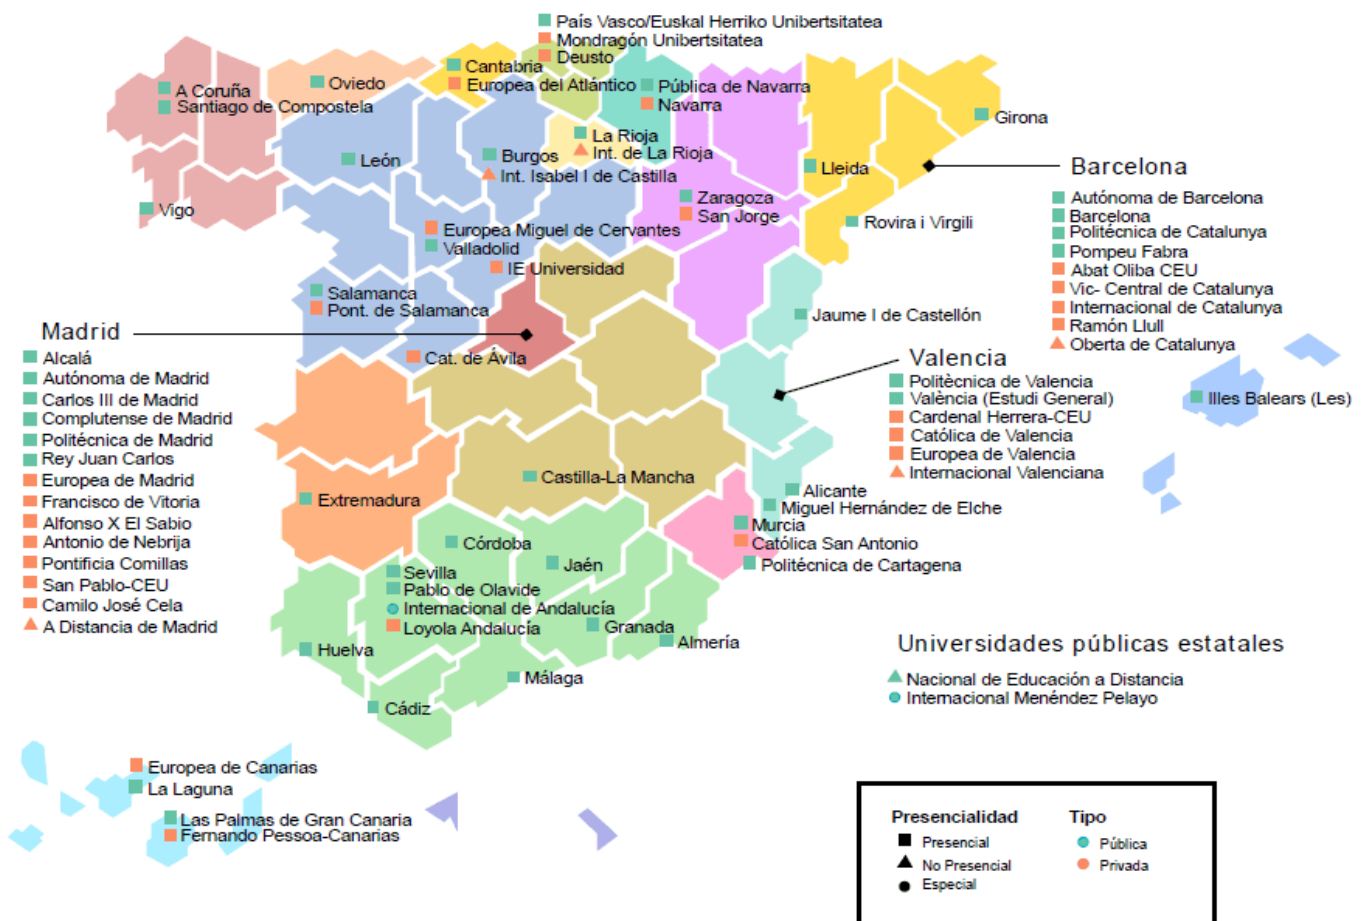 País Vasco/Euskal Herriko Unibertsitatea
Mondragón Unibertsitatea
Deusto
Cantabria
Europea del Atlántico
Oviedo
A Coruña
Santiago de Compostela
Pública de Navarra
Navarra
Girona
La Rioja
Int. de La Rioja
León
Burgos
Int. Isabel I de Castilla
Lleida
Vigo
Zaragoza
San Jorge
Rovira i Virgili
Europea Miguel de Cervantes
Valladolid
IE Universidad
Salamanca
Pont. de Salamanca
Cat. de Ávila
Jaume I de Castellón
Barcelona
Autónoma de Barcelona
Barcelona
Politécnica de Catalunya
Pompeu Fabra
Abat Oliba CEU
Vic- Central de Catalunya
Internacional de Catalunya
Ramón Llull
Oberta de Catalunya
Madrid
Alcalá
Autónoma de Madrid
Carlos III de Madrid
Complutense de Madrid
Politécnica de Madrid
Rey Juan Carlos
Europea de Madrid
Francisco de Vitoria
Alfonso X El Sabio
Antonio de Nebrija
Pontificia Comillas
San Pablo-CEU
Camilo José Cela
A Distancia de Madrid
Valencia
Politècnica de Valencia
València (Estudi General)
Cardenal Herrera-CEU
Católica de Valencia
Europea de Valencia
Internacional Valenciana
Illes Balears (Les)
Extremadura
Castilla-La Mancha
Alicante
Miguel Hernández de Elche
Murcia
Católica San Antonio
Politécnica de Cartagena
Córdoba
Jaén
Sevilla
Pablo de Olavide
Internacional de Andalucía
Loyola Andalucía
Granada
Almería
Huelva
Málaga
Cádiz
Universidades públicas estatales
Nacional de Educación a Distancia
Internacional Menéndez Pelayo
Europea de Canarias
La Laguna
Las Palmas de Gran Canaria
Fernando Pessoa-Canarias
Presencialidad
Presencial
No Presencial
Especial
Tipo
Pública
Privada